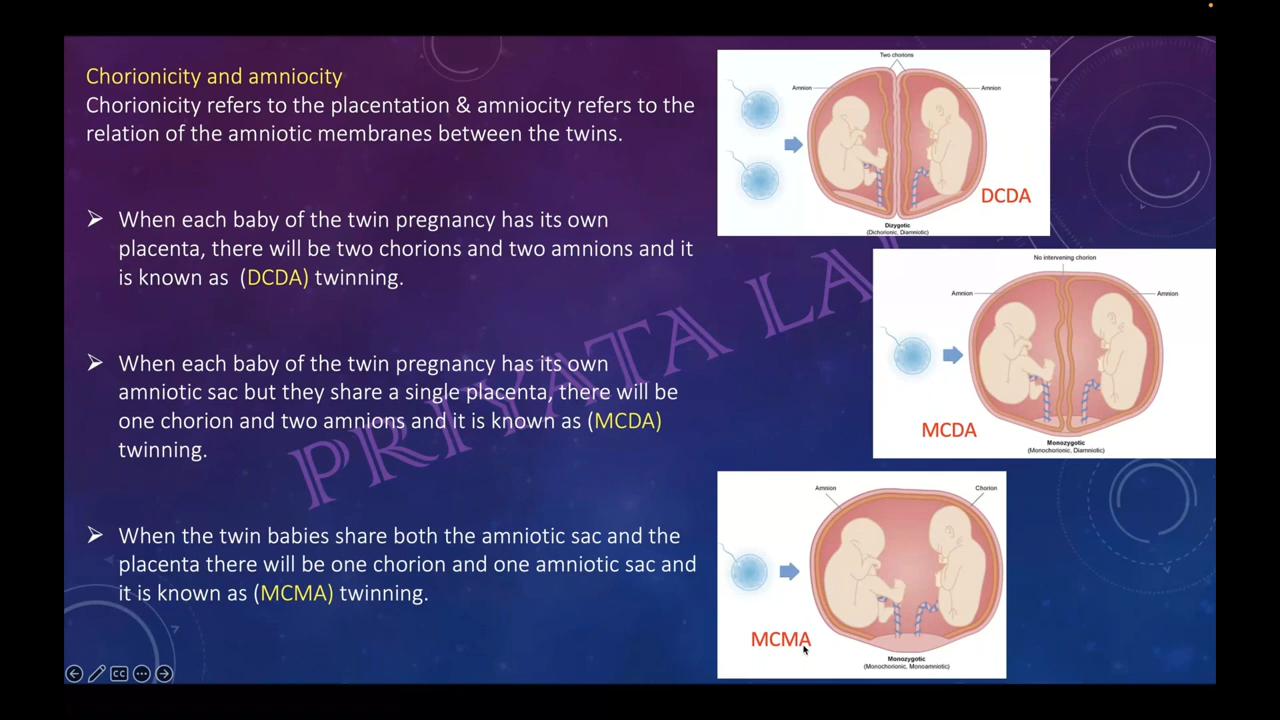 Chorionicity and amniocity
Chorionicity refers to the placentation & amniocity refers to the
relation of the amniotic membranes between the twins.
➢ When each baby of the twin pregnancy has its own
placenta, there will be two chorions and two amnions and it
is known as (DCDA) twinning.
➢ When each baby of the twin pregnancy has its own
amniotic sac but they share a single placenta, there will be
one chorion and two amnions and it is known as (MCDA)
twinning.
➢ When the twin babies share both the amniotic sac and the
placenta there will be one chorion and one amniotic sac and
it is known as (MCMA) twinning.
Two chorions
Amnion
Amnion
DCDA
Dizygotic
(Dichorionic, Diamniotic)
No intervening chorion
Amnion
Amnion
MCDA
Monozygotic
(Monochorionic, Diamniotic)
Amnion
Chorion
MCMA
Monozygotic
(Monochorionic, Monoamniotic)
PRIYATA LA
CC